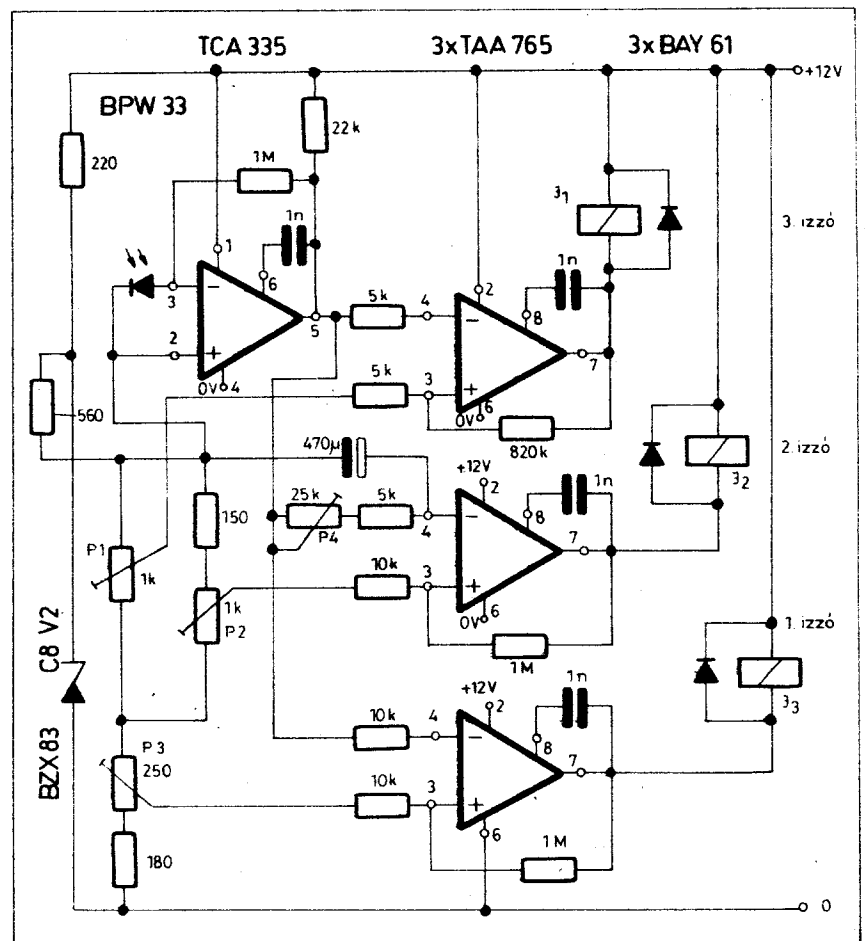 TCA 335 3xTAA 765 3xBAY 61
+12V
BPW 33
22k
220
1M
3₁
3. izzó
1n
1
6
1n
3
−
5k
4
2
−
8
5
2
+
7
5k
3
+
0V 4
0V 6
560
820k
470µ
+12V
2
1n
2. izzó
3₂
25k
5k
−
8
150
4
7
P4
P1
10k
3
+
1k
1k
0V 6
P2
1M
1. izzó
1n
+12V
2
3₃
P3
10k
4
−
8
7
250
10k
3
+
6
180
1M
0
BZX 83 C8 V2